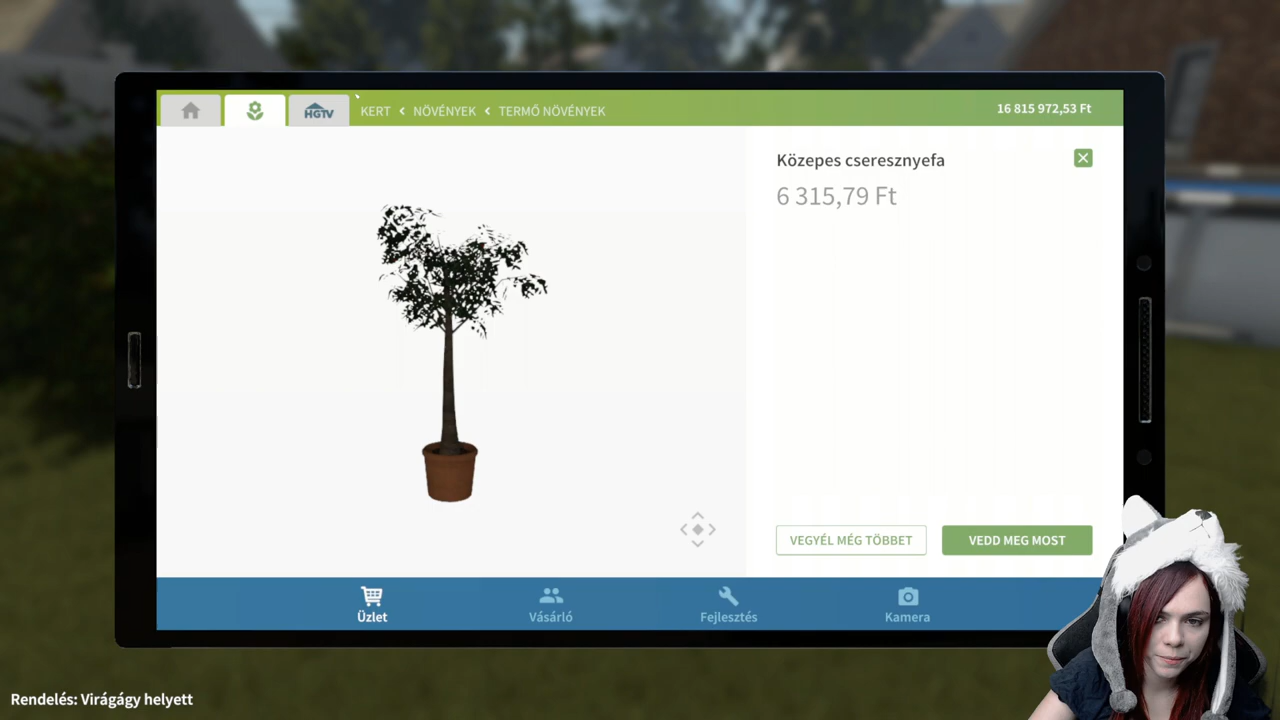 HGTV
KERT < NÖVÉNYEK < TERMŐ NÖVÉNYEK
16 815 972,53 Ft
Közepes cseresznyefa
6 315,79 Ft
VEGYÉL MÉG TÖBBET
VEDD MEG MOST
Üzlet
Vásárló
Fejlesztés
Kamera
Rendelés: Virágágy helyett